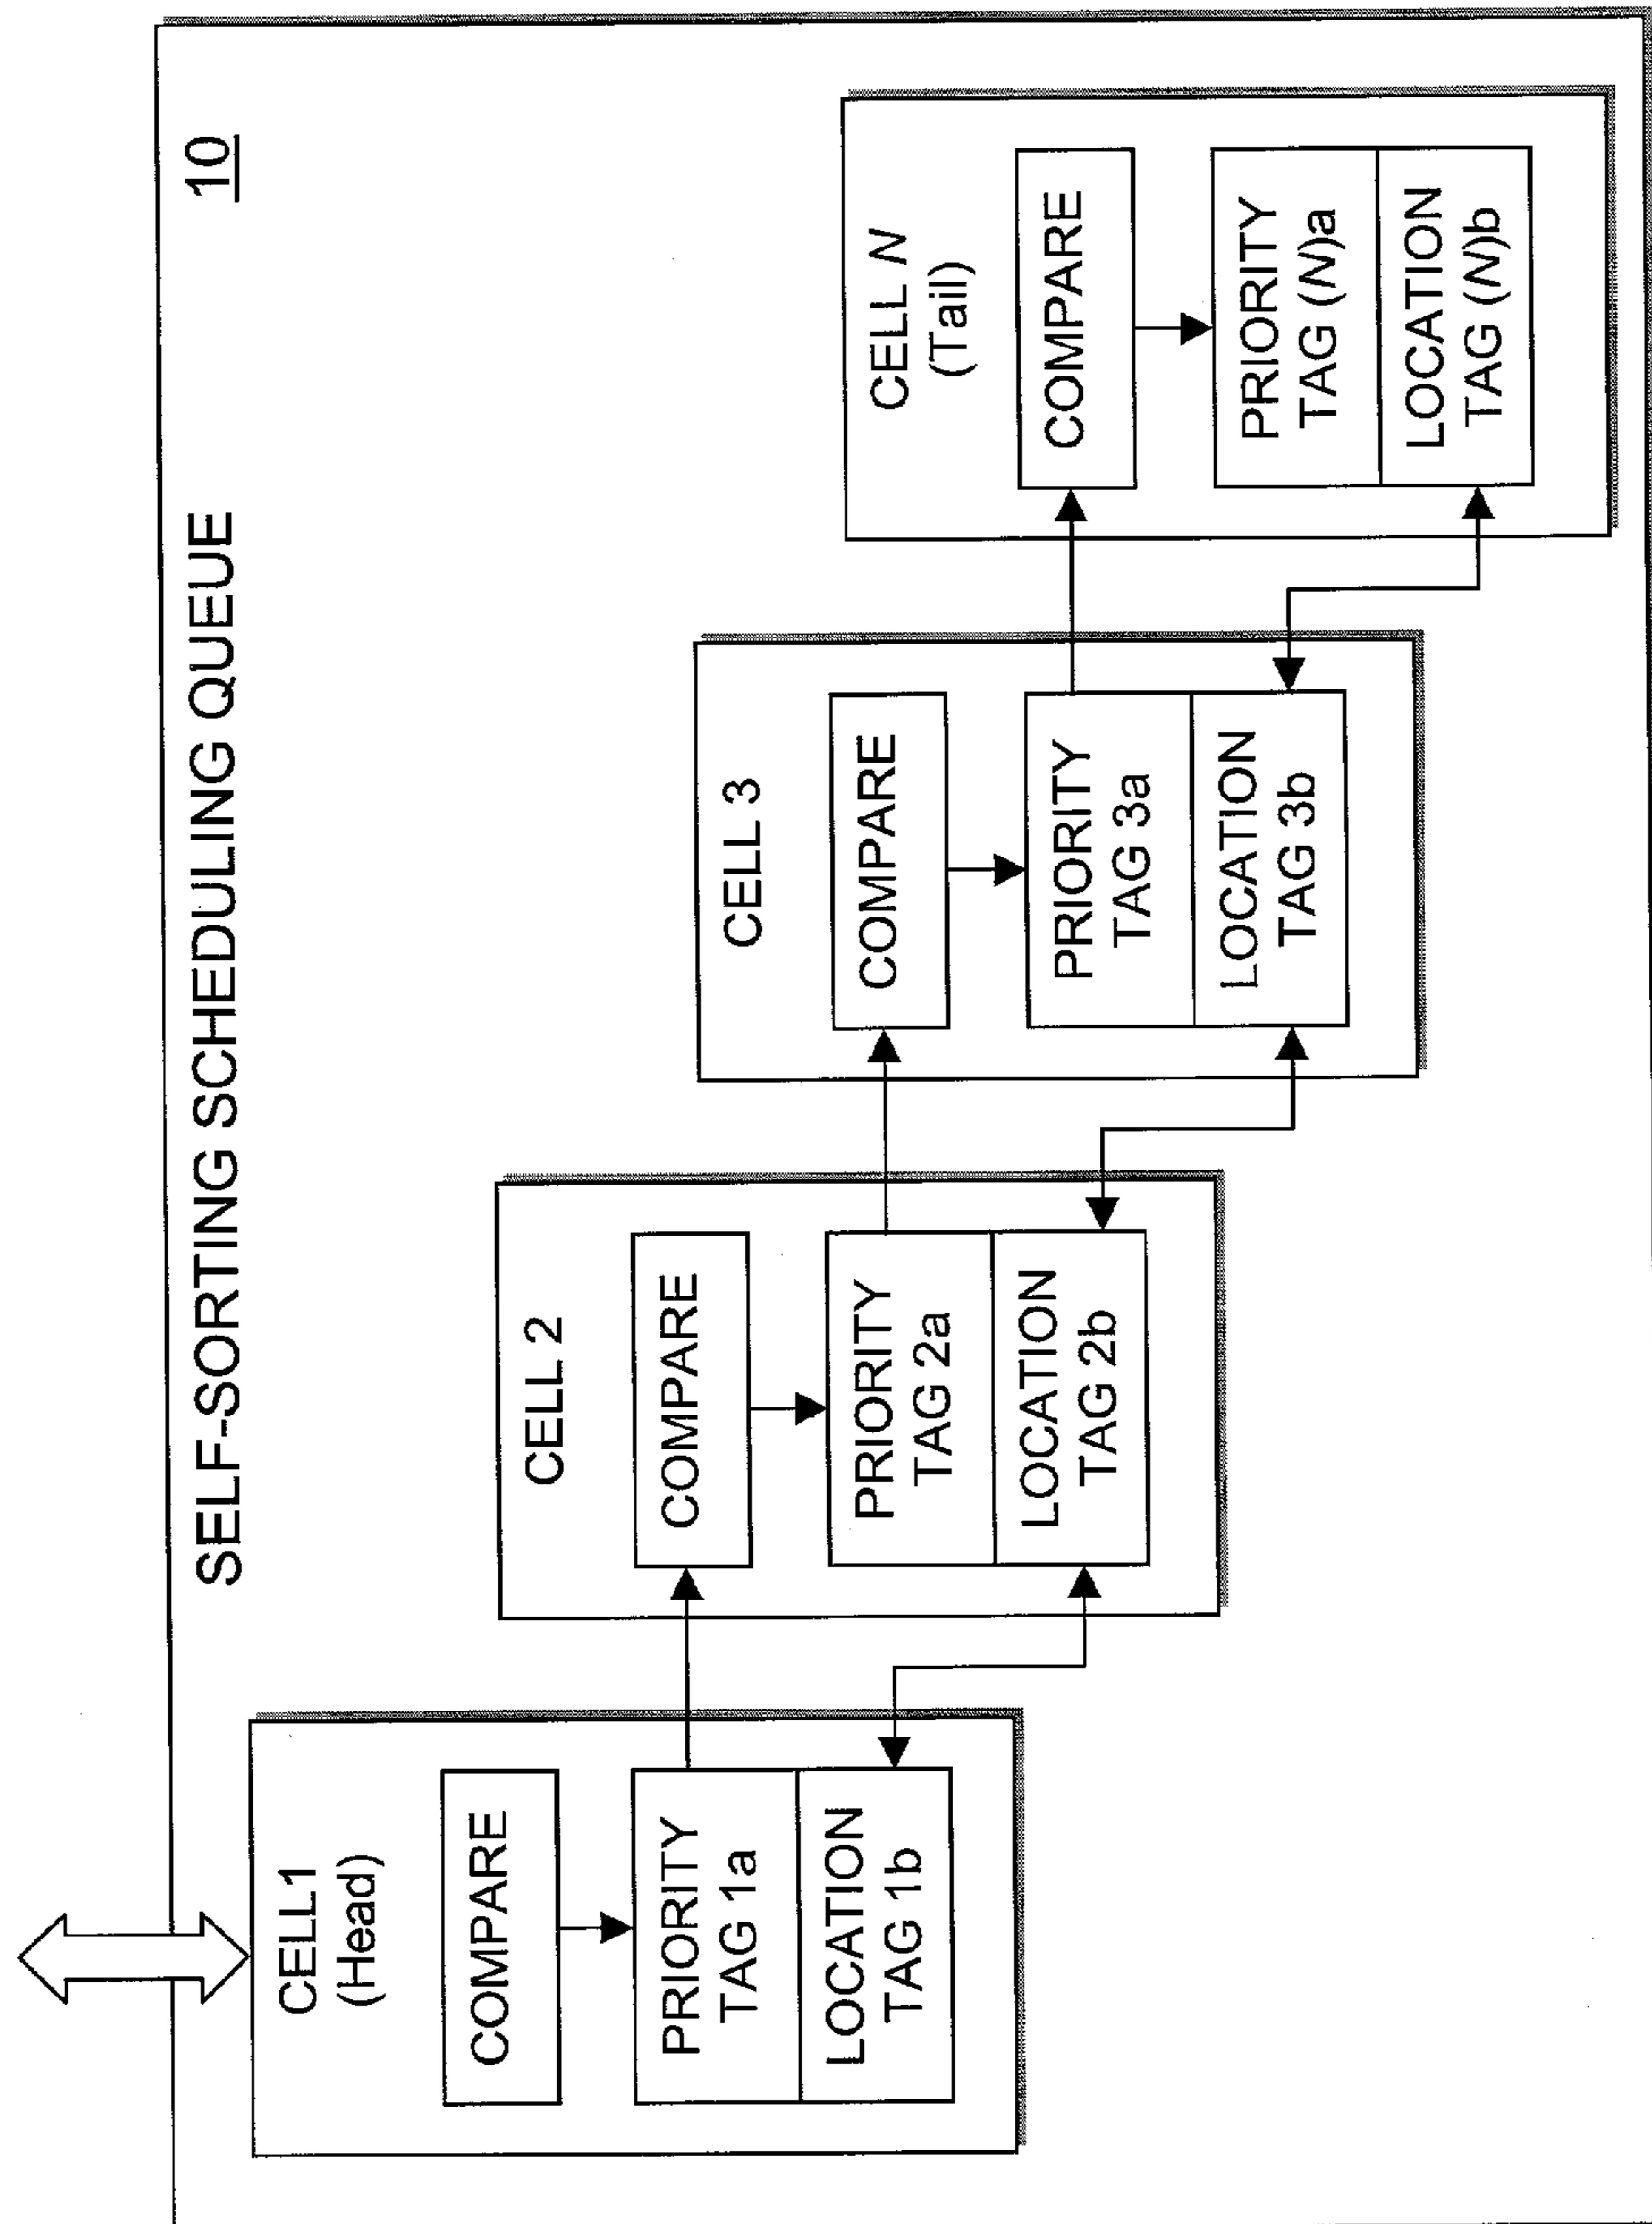 SELF-SORTING SCHEDULING QUEUE
10
CELL1
(Head)
COMPARE
PRIORITY
TAG 1a
LOCATION
TAG 1b
CELL 2
COMPARE
PRIORITY
TAG 2a
LOCATION
TAG 2b
CELL 3
COMPARE
PRIORITY
TAG 3a
LOCATION
TAG 3b
CELL N
(Tail)
COMPARE
PRIORITY
TAG (N)a
LOCATION
TAG (N)b